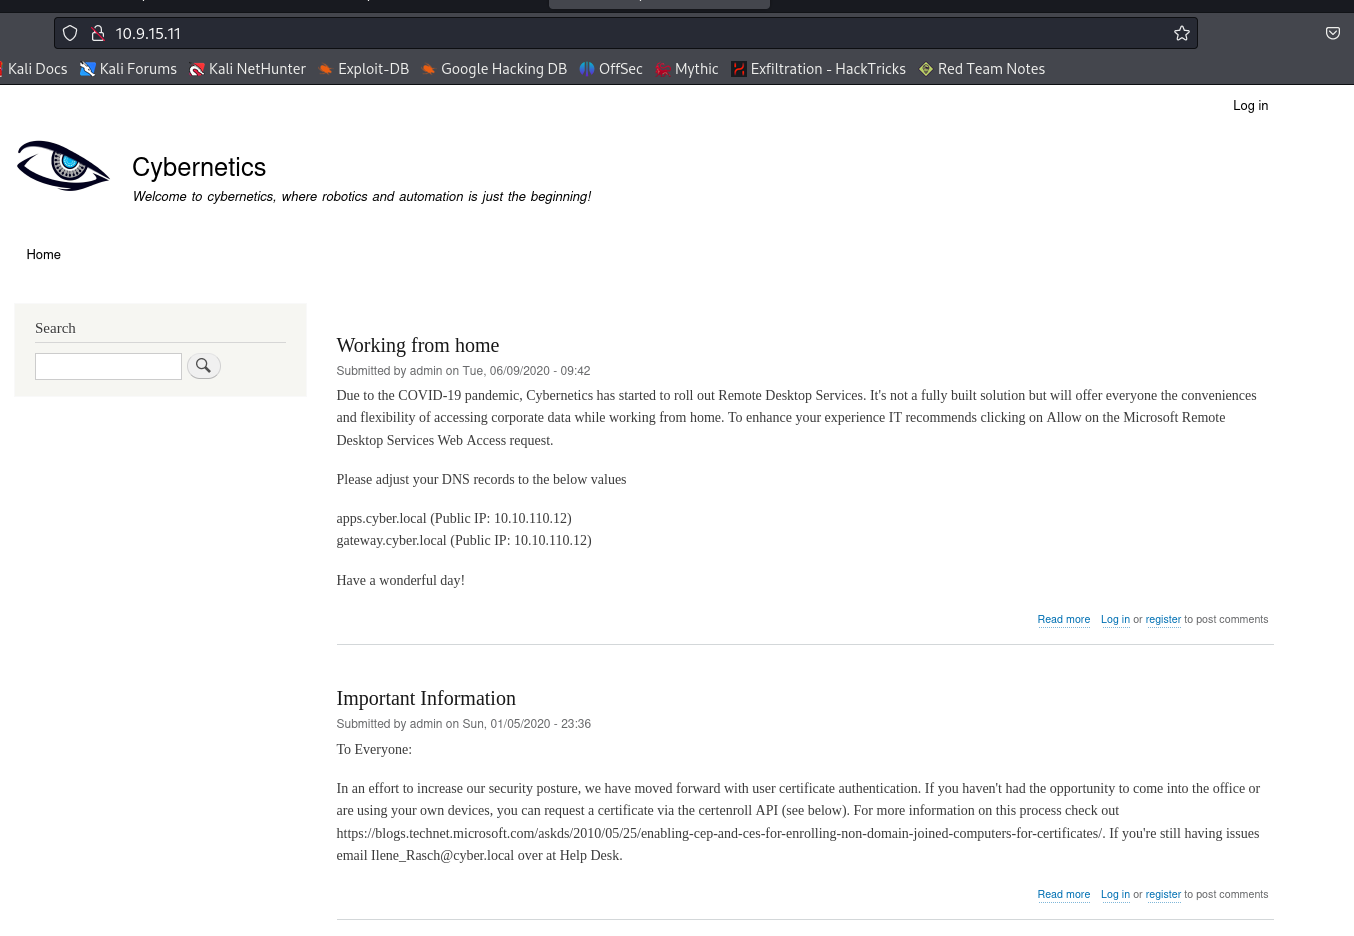 10.9.15.11
Kali Docs Kali Forums Kali NetHunter Exploit-DB Google Hacking DB OffSec Mythic Exfiltration - HackTricks Red Team Notes
Log in
Cybernetics
Welcome to cybernetics, where robotics and automation is just the beginning!
Home
Search
Working from home
Submitted by admin on Tue, 06/09/2020 - 09:42
Due to the COVID-19 pandemic, Cybernetics has started to roll out Remote Desktop Services. It's not a fully built solution but will offer everyone the conveniences
and flexibility of accessing corporate data while working from home. To enhance your experience IT recommends clicking on Allow on the Microsoft Remote
Desktop Services Web Access request.
Please adjust your DNS records to the below values
apps.cyber.local (Public IP: 10.10.110.12)
gateway.cyber.local (Public IP: 10.10.110.12)
Have a wonderful day!
Read more Log in or register to post comments
Important Information
Submitted by admin on Sun, 01/05/2020 - 23:36
To Everyone:
In an effort to increase our security posture, we have moved forward with user certificate authentication. If you haven't had the opportunity to come into the office or
are using your own devices, you can request a certificate via the certenroll API (see below). For more information on this process check out
https://blogs.technet.microsoft.com/askds/2010/05/25/enabling-cep-and-ces-for-enrolling-non-domain-joined-computers-for-certificates/. If you're still having issues
email Ilene_Rasch@cyber.local over at Help Desk.
Read more Log in or register to post comments